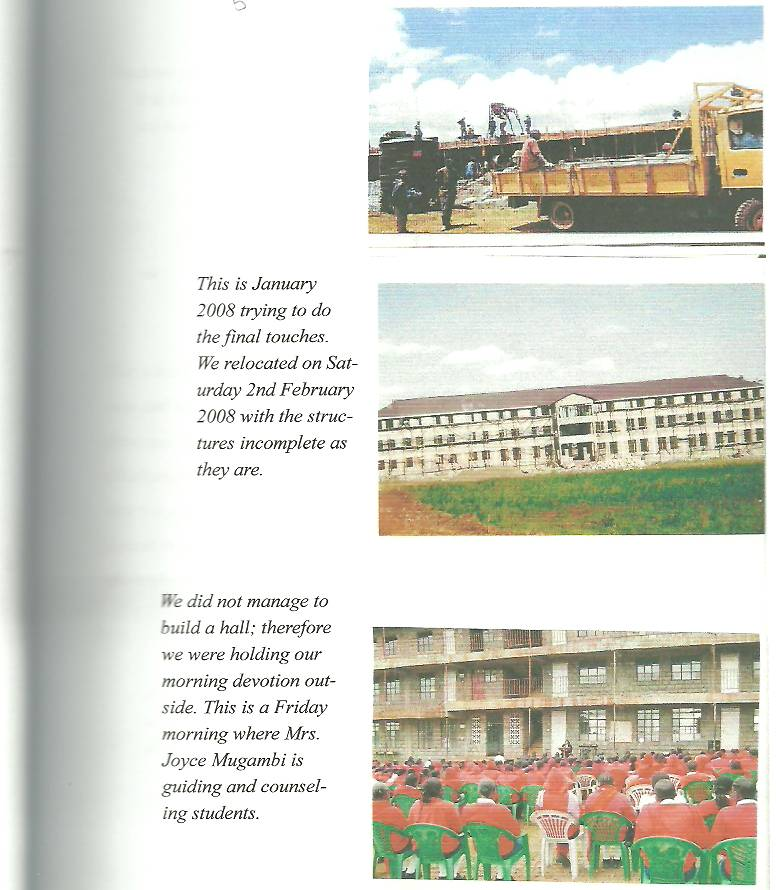 5
This is January
2008 trying to do
the final touches.
We relocated on Sat-
urday 2nd February
2008 with the struc-
tures incomplete as
they are.
We did not manage to
build a hall; therefore
we were holding our
morning devotion out-
side. This is a Friday
morning where Mrs.
Joyce Mugambi is
guiding and counsel-
ing students.